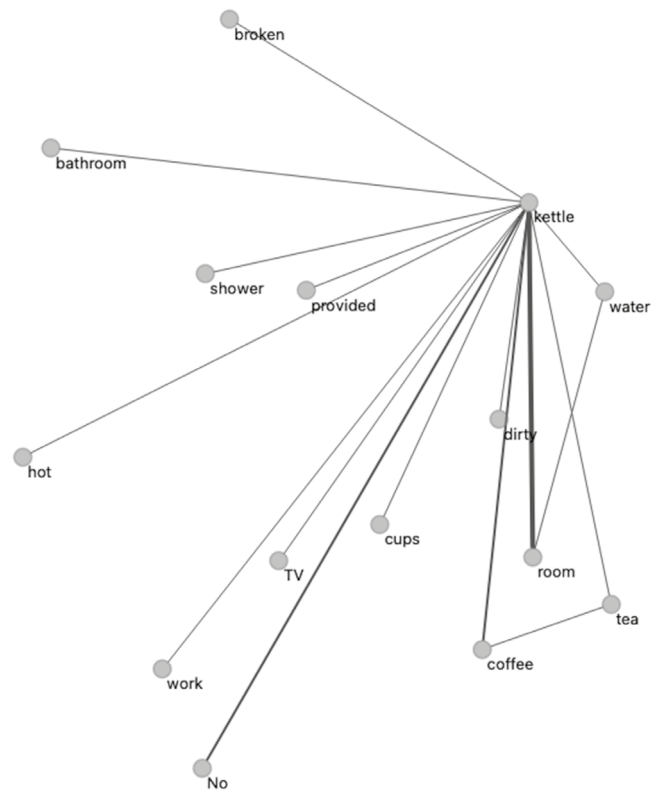 broken
bathroom
kettle
shower
provided
water
dirty
hot
cups
TV
room
tea
coffee
work
No